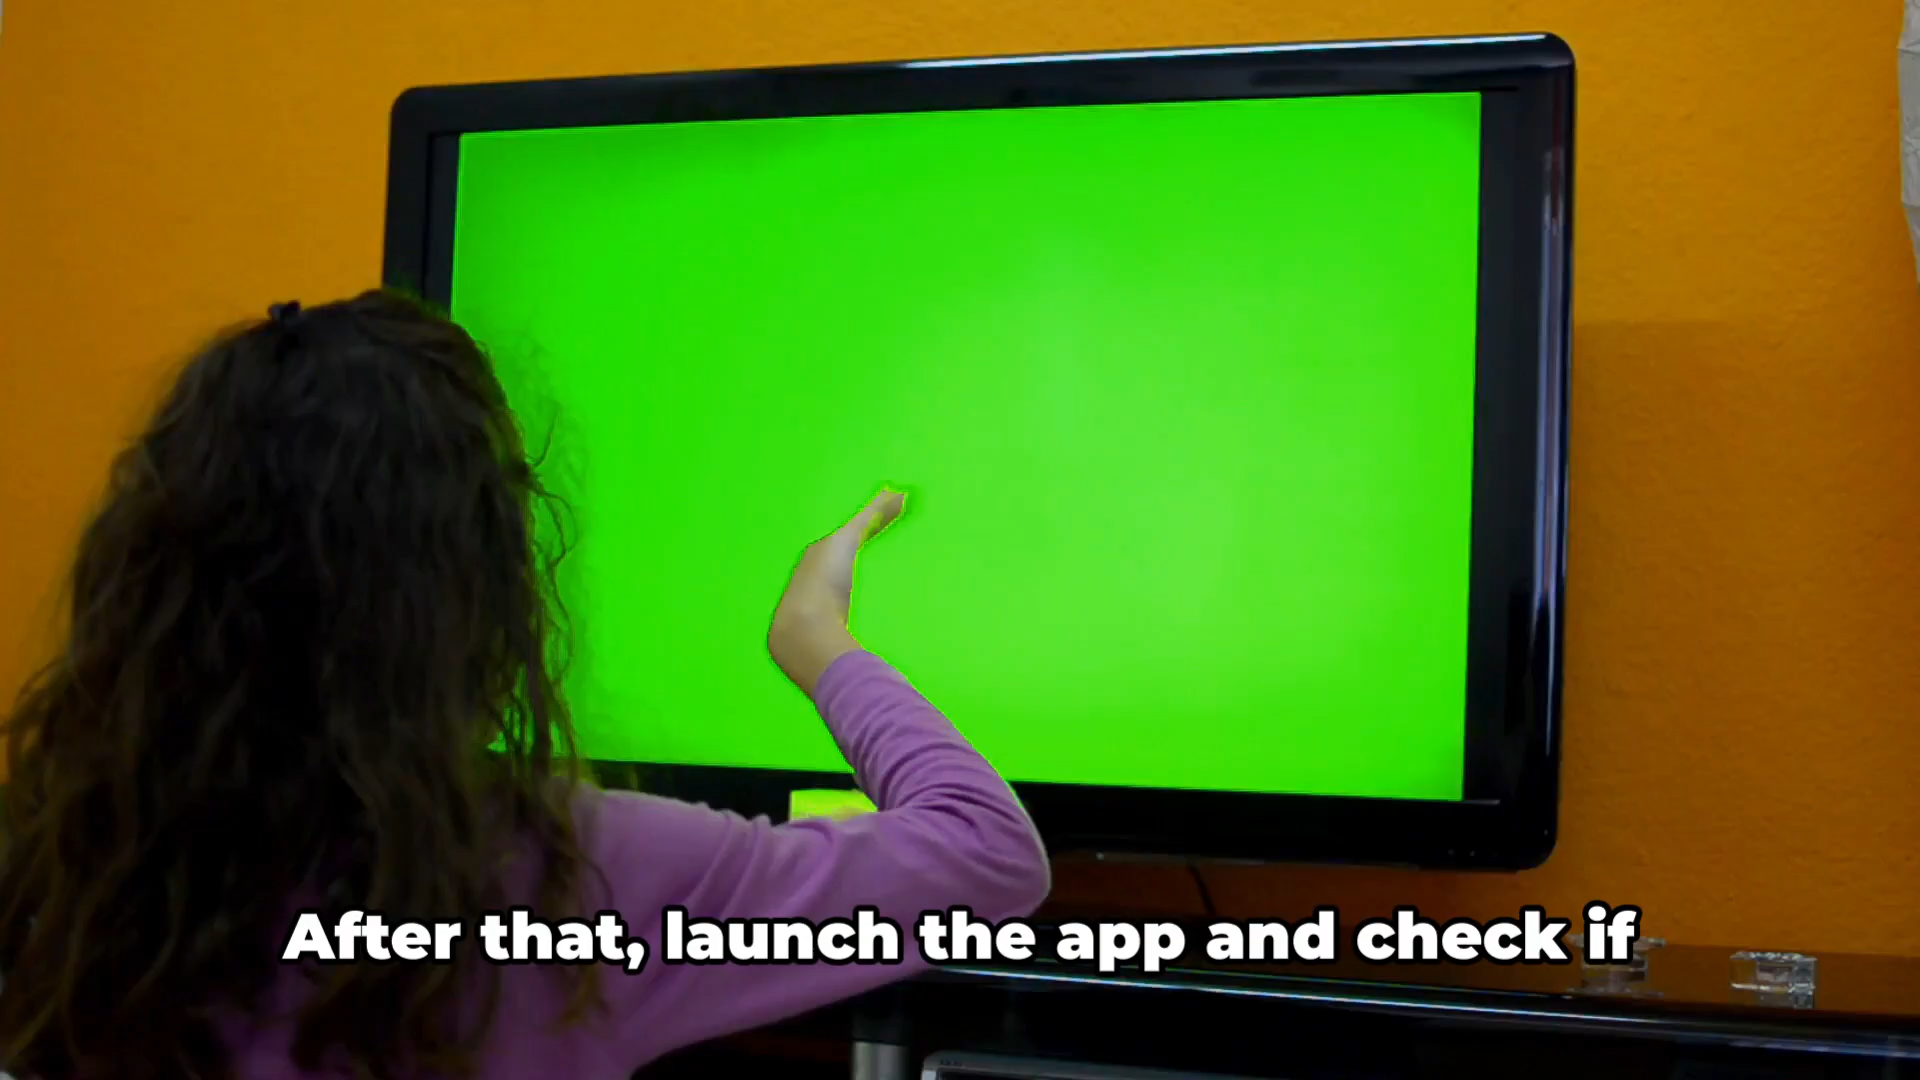 After that, launch the app and check if